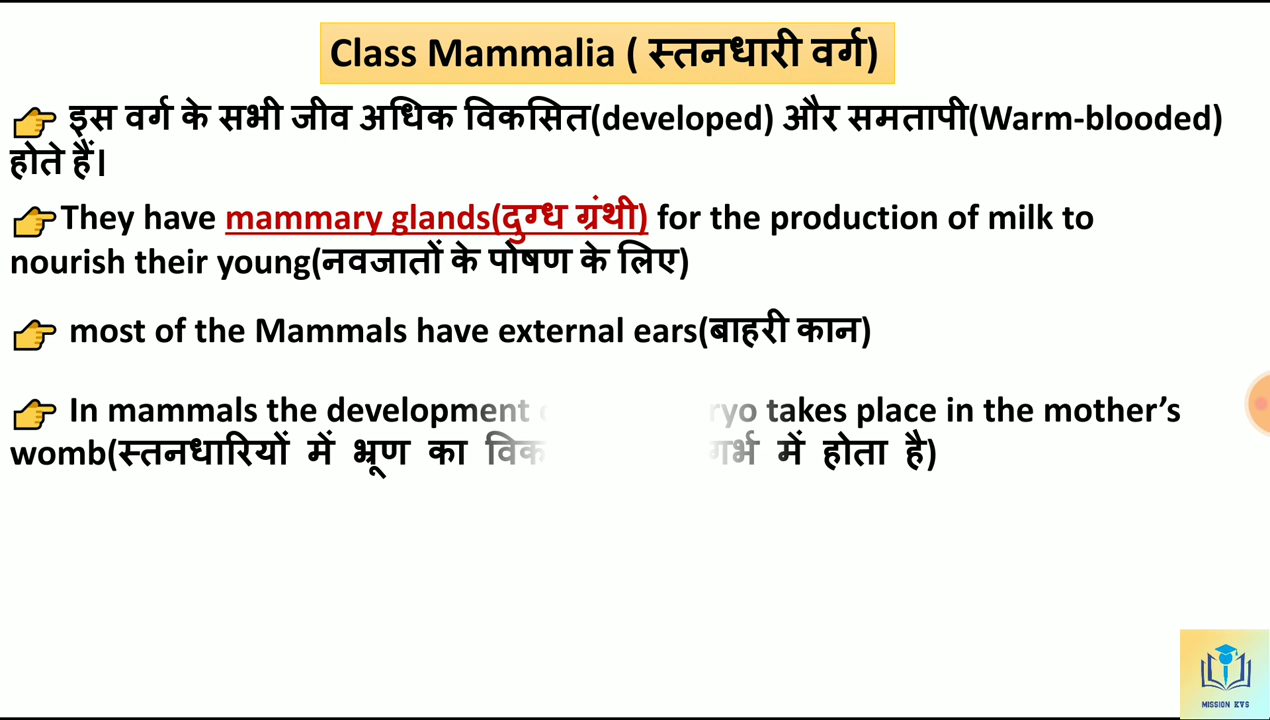 Class Mammalia ( स्तनधारी वर्ग)
👉 इस वर्ग के सभी जीव अधिक विकसित(developed) और समतापी(Warm-blooded)
होते हैं।
👉They have mammary glands(दुग्ध ग्रंथी) for the production of milk to
nourish their young(नवजातों के पोषण के लिए)
👉 most of the Mammals have external ears(बाहरी कान)
👉 In mammals the development takes place in the mother’s
womb(स्तनधारियों में भ्रूण का गर्भ में होता है)
MISSION KVS